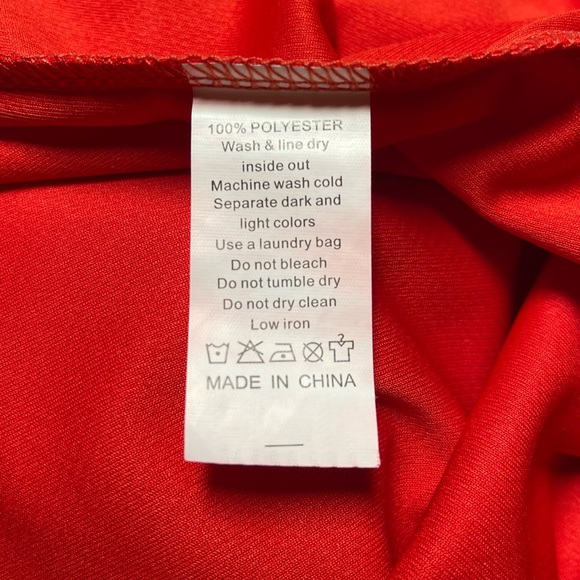 100% POLYESTER
Wash & line dry
inside out
Machine wash cold
Separate dark and
light colors
Use a laundry bag
Do not bleach
Do not tumble dry
Do not dry clean
Low iron
MADE IN CHINA